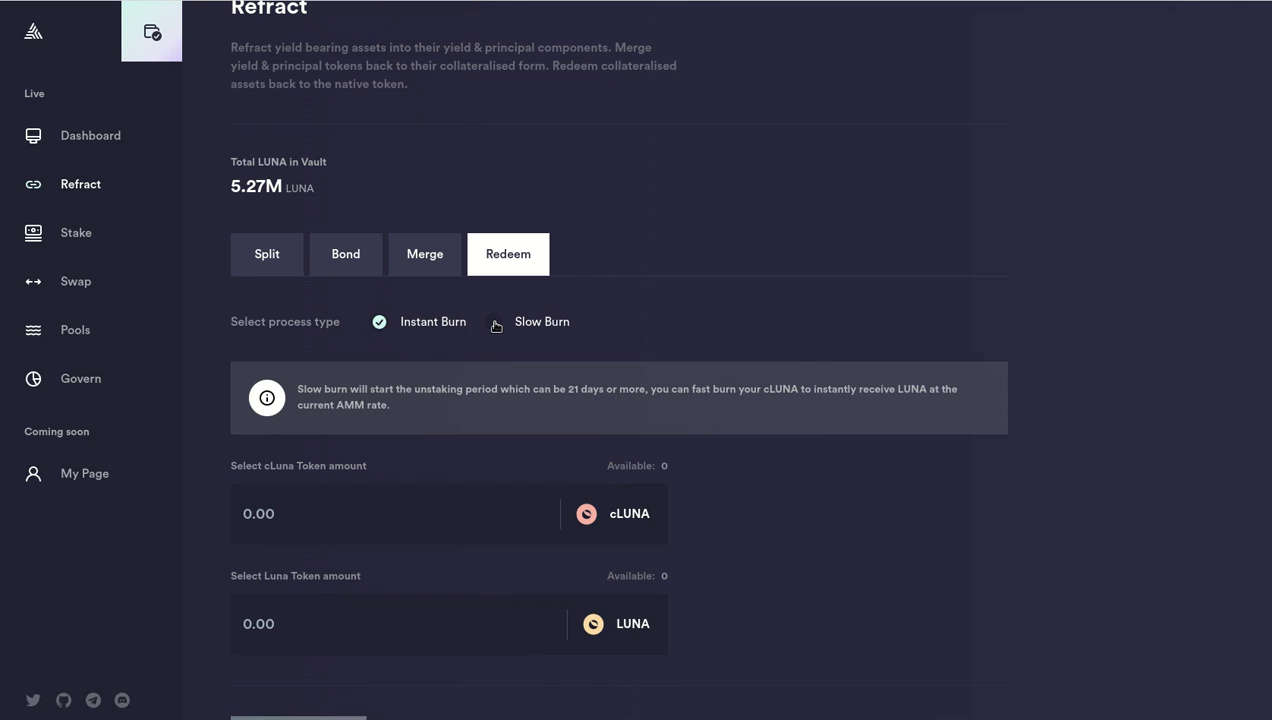 Refract
Refract yield bearing assets into their yield & principal components. Merge
yield & principal tokens back to their collateralised form. Redeem collateralised
assets back to the native token.
Live
Dashboard
Refract
Stake
Swap
Pools
Govern
Coming soon
My Page
Total LUNA in Vault
5.27M LUNA
Split Bond Merge Redeem
Select process type Instant Burn Slow Burn
Slow burn will start the unstaking period which can be 21 days or more, you can fast burn your cLUNA to instantly receive LUNA at the
current AMM rate.
Select cLuna Token amount Available: 0
0.00 cLUNA
Select Luna Token amount Available: 0
0.00 LUNA